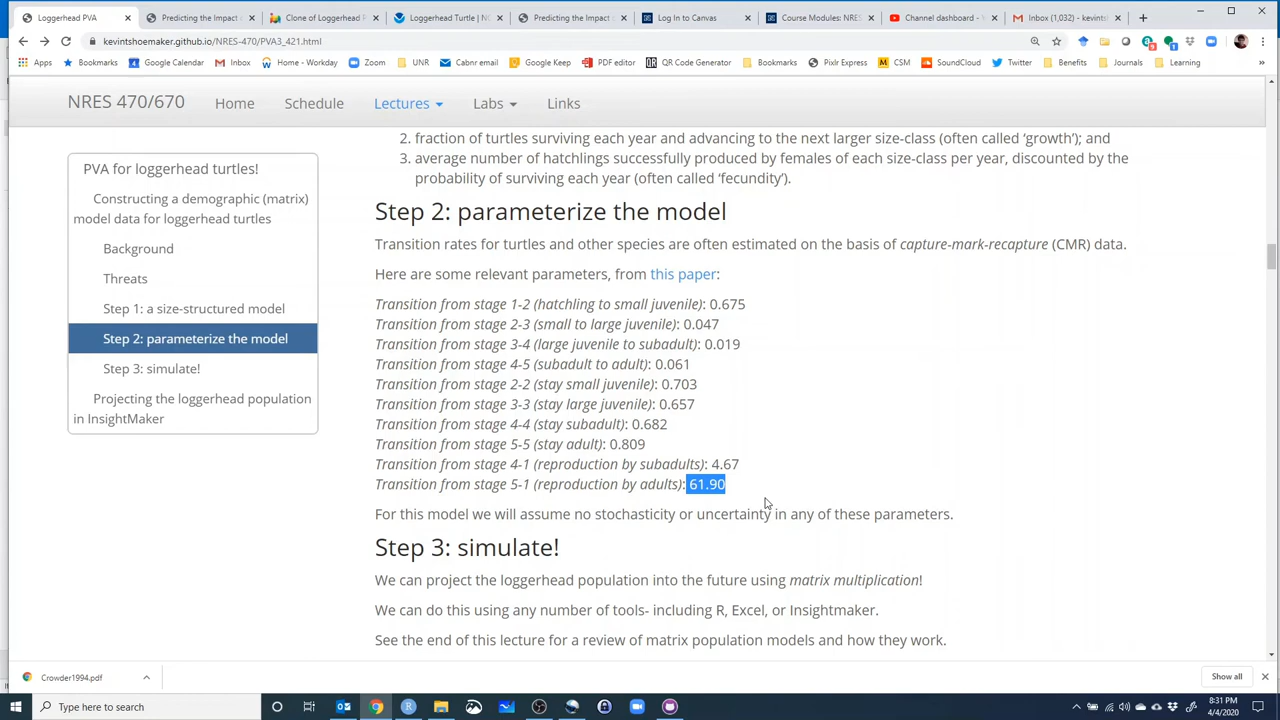 Loggerhead PVA
Predicting the Impact o
Clone of Loggerhead P
Loggerhead Turtle | N
Predicting the Impact o
Log In to Canvas
Course Modules: NRES
Channel dashboard - Y
Inbox (1,032) - kevints
kevintshoemaker.github.io/NRES-470/PVA3_421.html
Apps
Bookmarks
Google Calendar
Inbox
Home - Workday
Zoom
UNR
Cabnr email
Google Keep
PDF editor
QR Code Generator
Bookmarks
Pixlr Express
CSM
SoundCloud
Twitter
Benefits
Journals
Learning
NRES 470/670
Home
Schedule
Lectures
Labs
Links
PVA for loggerhead turtles!
Constructing a demographic (matrix)
model data for loggerhead turtles
Background
Threats
Step 1: a size-structured model
Step 2: parameterize the model
Step 3: simulate!
Projecting the loggerhead population
in InsightMaker
2. fraction of turtles surviving each year and advancing to the next larger size-class (often called ‘growth’); and
3. average number of hatchlings successfully produced by females of each size-class per year, discounted by the
probability of surviving each year (often called ‘fecundity’).
Step 2: parameterize the model
Transition rates for turtles and other species are often estimated on the basis of capture-mark-recapture (CMR) data.
Here are some relevant parameters, from this paper:
Transition from stage 1-2 (hatchling to small juvenile): 0.675
Transition from stage 2-3 (small to large juvenile): 0.047
Transition from stage 3-4 (large juvenile to subadult): 0.019
Transition from stage 4-5 (subadult to adult): 0.061
Transition from stage 2-2 (stay small juvenile): 0.703
Transition from stage 3-3 (stay large juvenile): 0.657
Transition from stage 4-4 (stay subadult): 0.682
Transition from stage 5-5 (stay adult): 0.809
Transition from stage 4-1 (reproduction by subadults): 4.67
Transition from stage 5-1 (reproduction by adults): 61.90
For this model we will assume no stochasticity or uncertainty in any of these parameters.
Step 3: simulate!
We can project the loggerhead population into the future using matrix multiplication!
We can do this using any number of tools- including R, Excel, or Insightmaker.
See the end of this lecture for a review of matrix population models and how they work.
Crowder1994.pdf
Show all
Type here to search
8:31 PM
4/4/2020